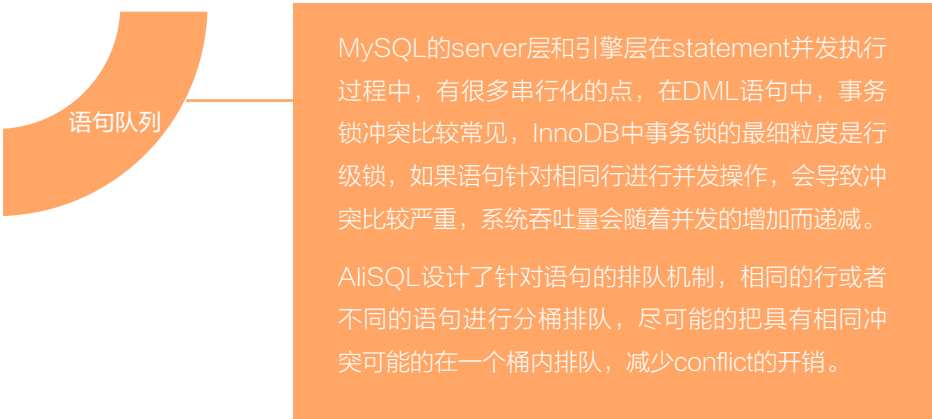 语句队列
MySQL的server层和引擎层在statement并发执行
过程中，有很多串行化的点，在DML语句中，事务
锁冲突比较常见，InnoDB中事务锁的最细粒度是行
级锁，如果语句针对相同行进行并发操作，会导致冲
突比较严重，系统吞吐量会随着并发的增加而递减。
AliSQL设计了针对语句的排队机制，相同的行或者
不同的语句进行分桶排队，尽可能的把具有相同冲
突可能的在一个桶内排队，减少conflict的开销。